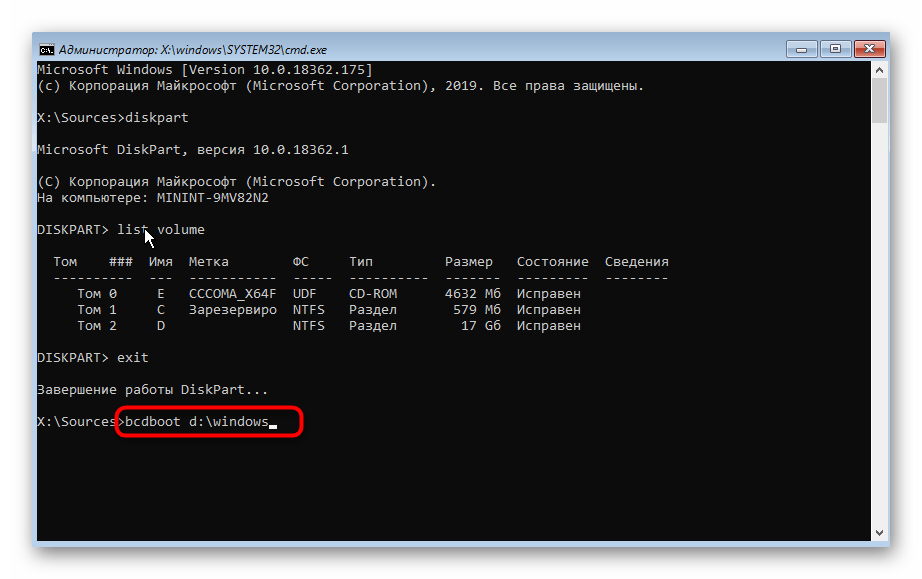 Администратор: X:\windows\SYSTEM32\cmd.exe
Microsoft Windows [Version 10.0.18362.175]
(c) Корпорация Майкрософт (Microsoft Corporation), 2019. Все права защищены.
X:\Sources>diskpart
Microsoft DiskPart, версия 10.0.18362.1
(C) Корпорация Майкрософт (Microsoft Corporation).
На компьютере: MININT-9MV82N2
DISKPART> list volume
Том ### Имя Метка ФС Тип Размер Состояние Сведения
---------- --- ----------- ----- ---------- ------- --------- --------
Том 0 E CCCOMA_X64F UDF CD-ROM 4632 Мб Исправен
Том 1 C Зарезервиро NTFS Раздел 579 Мб Исправен
Том 2 D NTFS Раздел 17 Gб Исправен
DISKPART> exit
Завершение работы DiskPart...
X:\Sources>bcdboot d:\windows_